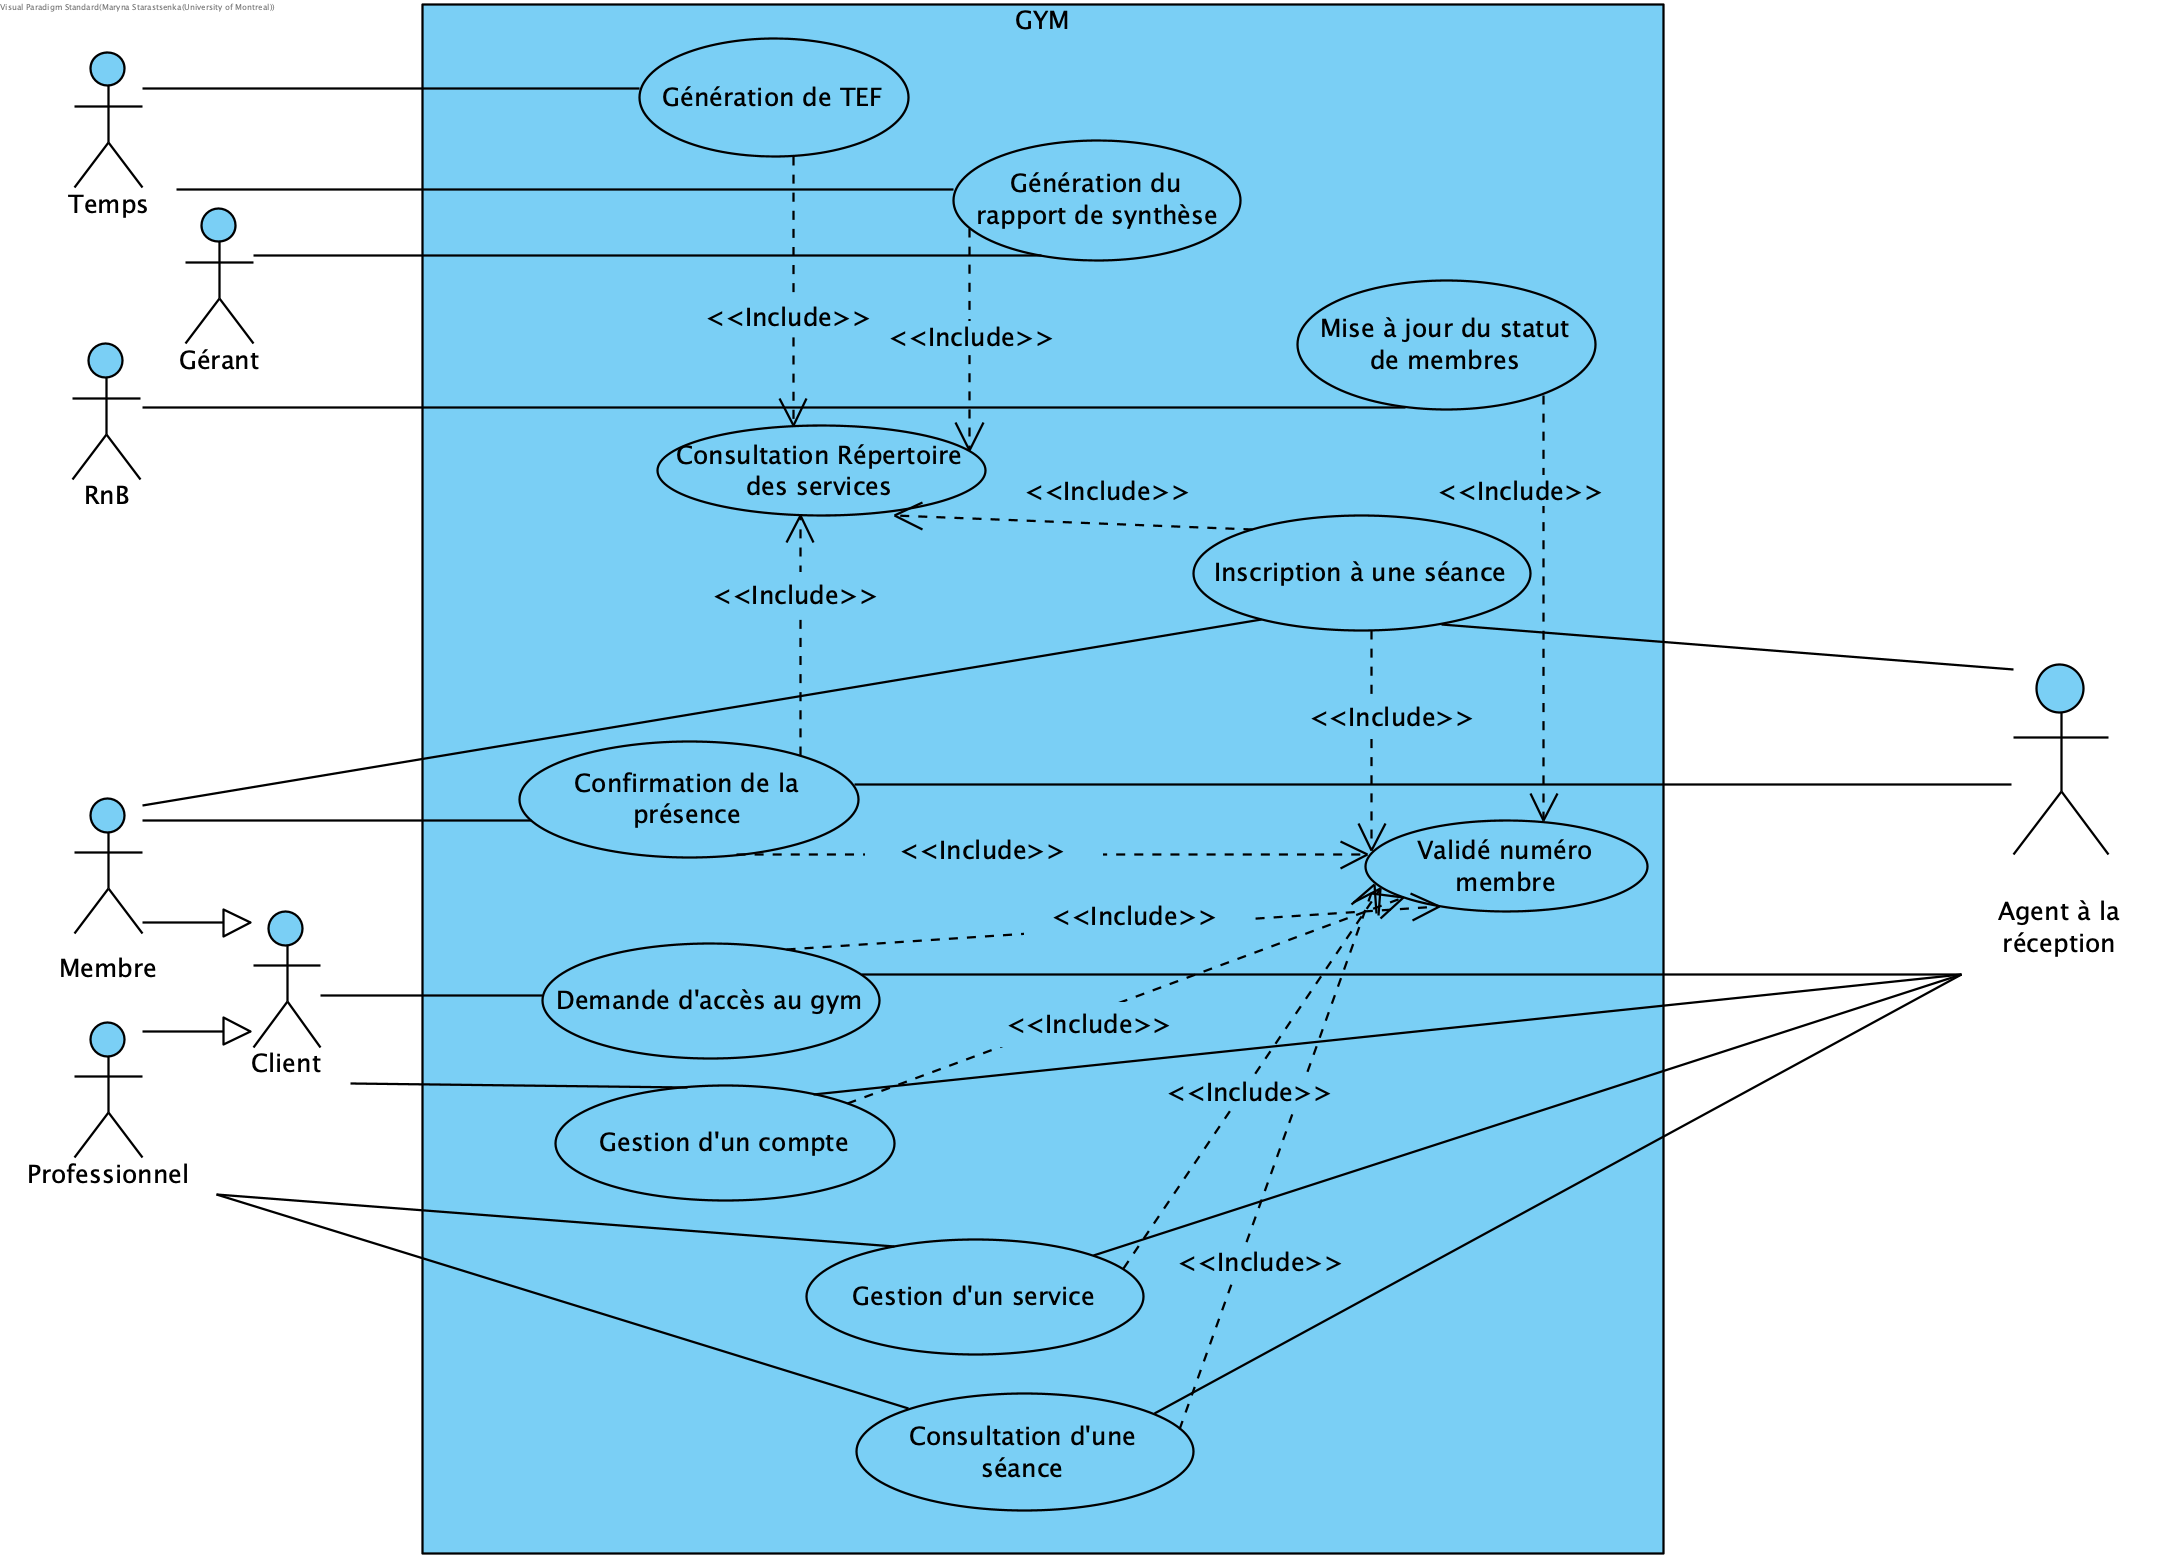 Visual Paradigm Standard(Maryna Starastsenka(University of Montreal))
GYM
Génération de TEF
Génération du
rapport de synthèse
Temps
Gérant
<<Include>>
<<Include>>
Mise à jour du statut
de membres
RnB
Consultation Répertoire
des services
<<Include>>
<<Include>>
Inscription à une séance
<<Include>>
<<Include>>
Confirmation de la
présence
<<Include>>
Validé numéro
membre
<<Include>>
Agent à la
réception
Membre
Demande d'accès au gym
<<Include>>
Client
<<Include>>
Gestion d'un compte
Professionnel
<<Include>>
Gestion d'un service
Consultation d'une
séance